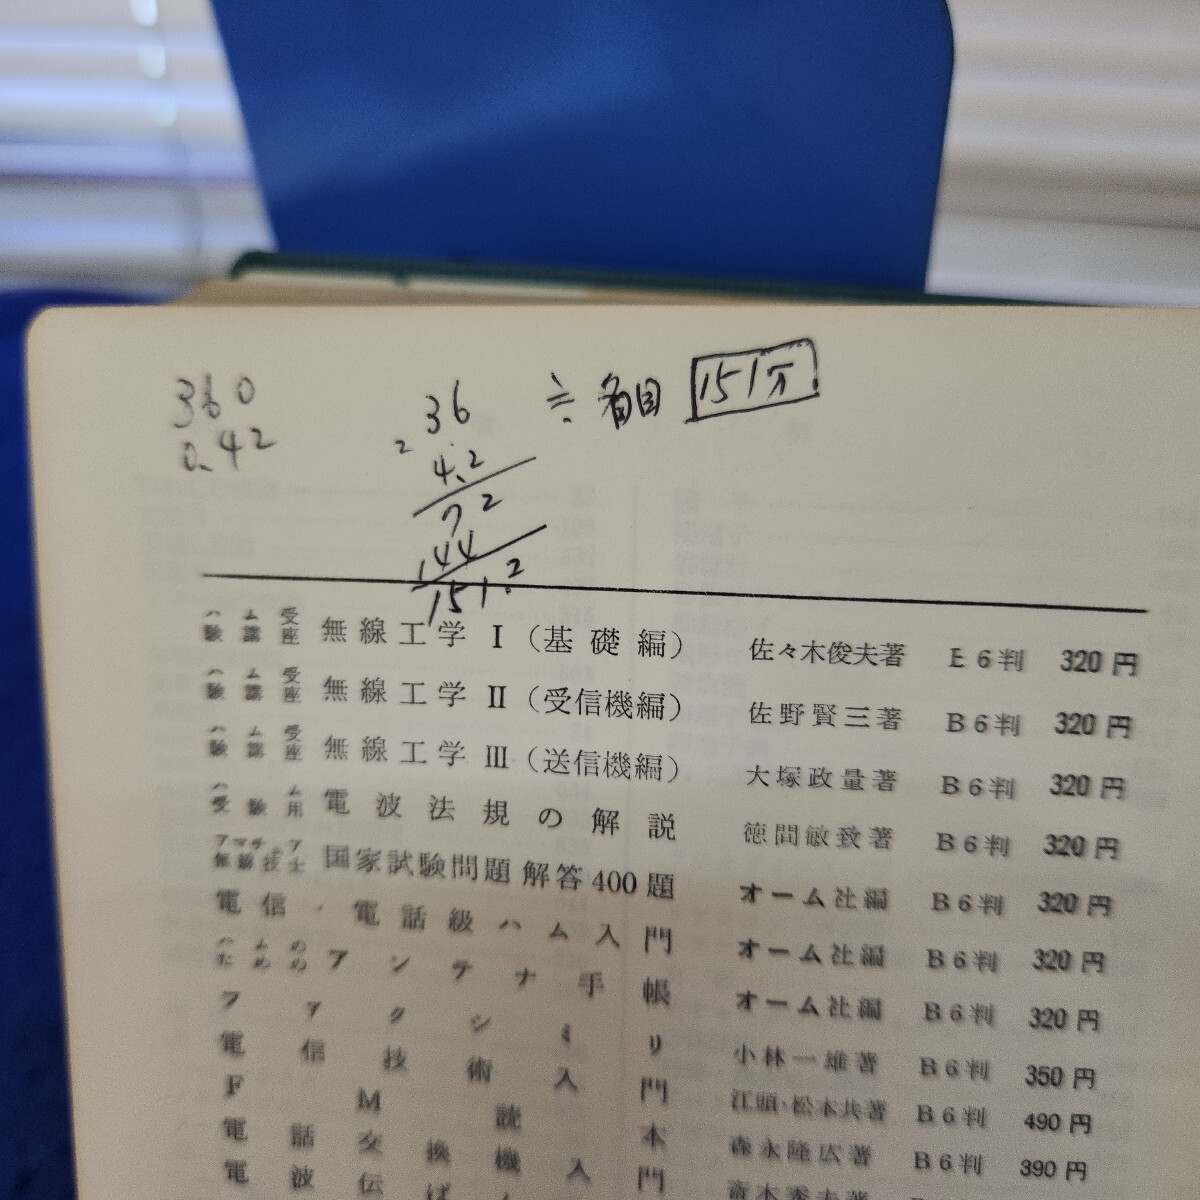 360
0.42
36
2
4.2
72
144
151.2
≒
151万
ハム受験講座 無線工学 I (基礎編) 佐々木俊夫著 B6判 320円
ハム受験講座 無線工学 II (受信機編) 佐野賢三著 B6判 320円
ハム受験講座 無線工学 III (送信機編) 大塚政量著 B6判 320円
ハム受験用 電波法規の解説 徳間敏致著 B6判 320円
アマチュア無線技士 国家試験問題解答400題 オーム社編 B6判 320円
電信・電話級ハム入門 オーム社編 B6判 320円
ハムのための アンテナ手帳 オーム社編 B6判 320円
ファクシミリ 小林一雄著 B6判 350円
電信技術入門 江頭・松本共著 B6判 490円
FM読本 森永隆広著 B6判 390円
電話交換機入門
電波伝ぱ